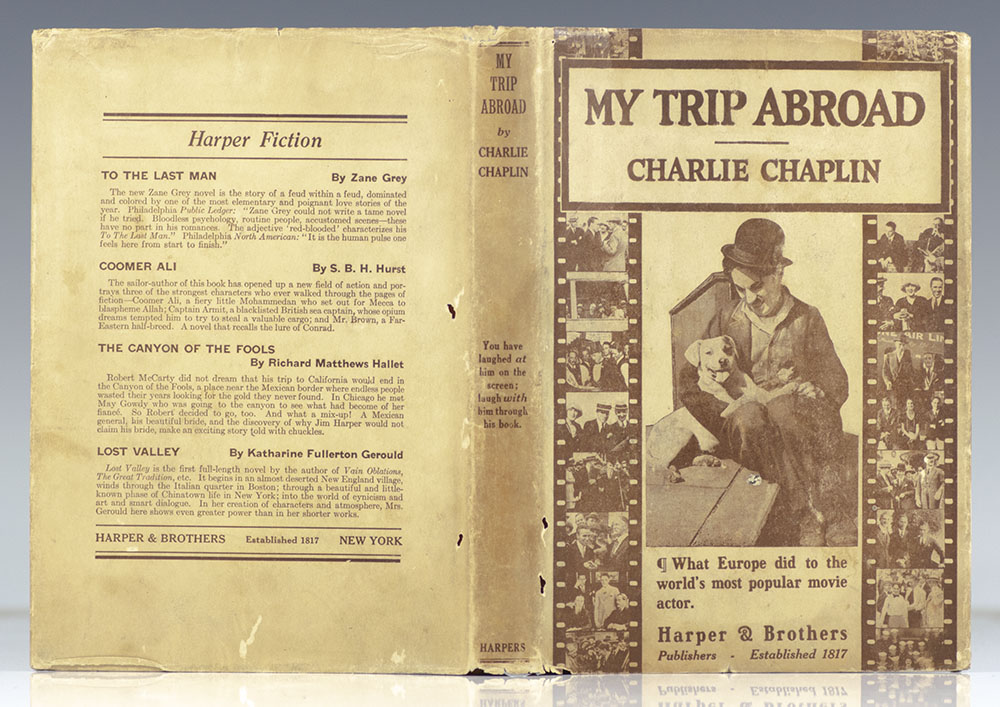 Harper Fiction
TO THE LAST MAN By Zane Grey
The new Zane Grey novel is the story of a feud within a feud, dominated
and colored by one of the most elementary and poignant love stories of the
year. Philadelphia Public Ledger: "Zane Grey could not write a tame novel
if he tried. Bloodless psychology, routine people, accustomed scenes—these
have no part in his romances. The adjective 'red-blooded' characterizes his
To The Last Man." Philadelphia North American: "It is the human pulse one
feels here from start to finish."
COOMER ALI By S. B. H. Hurst
The sailor-author of this book has opened up a new field of action and por-
trays three of the strongest characters who ever walked through the pages of
fiction—Coomer Ali, a fiery little Mohammedan who set out for Mecca to
blaspheme Allah; Captain Armit, a blacklisted British sea captain, whose opium
dreams tempted him to try to steal a valuable cargo; and Mr. Brown, a Far-
Eastern half-breed. A novel that recalls the lure of Conrad.
THE CANYON OF THE FOOLS
By Richard Matthews Hallet
Robert McCarty did not dream that his trip to California would end in
the Canyon of the Fools, a place near the Mexican border where endless people
wasted their years looking for the gold they never found. In Chicago he met
May Gowdy who was going to the canyon to see what had become of her
fiancé. So Robert decided to go, too. And what a mix-up! A Mexican
general, his beautiful bride, and the discovery of why Jim Harper would not
claim his bride, make an exciting story told with chuckles.
LOST VALLEY By Katharine Fullerton Gerould
Lost Valley is the first full-length novel by the author of Vain Oblations,
The Great Tradition, etc. It begins in an almost deserted New England village,
winds through the Italian quarter in Boston; through a beautiful and little-
known phase of Chinatown life in New York; into the world of cynicism and
art and smart dialogue. In her creation of characters and atmosphere, Mrs.
Gerould here shows even greater power than in her shorter works.
HARPER & BROTHERS Established 1817 NEW YORK
MY
TRIP
ABROAD
by
CHARLIE
CHAPLIN
You have
laughed at
him on the
screen;
laugh with
him through
his book.
HARPERS
MY TRIP ABROAD
CHARLIE CHAPLIN
¶ What Europe did to the
world's most popular movie
actor.
Harper & Brothers
Publishers - Established 1817